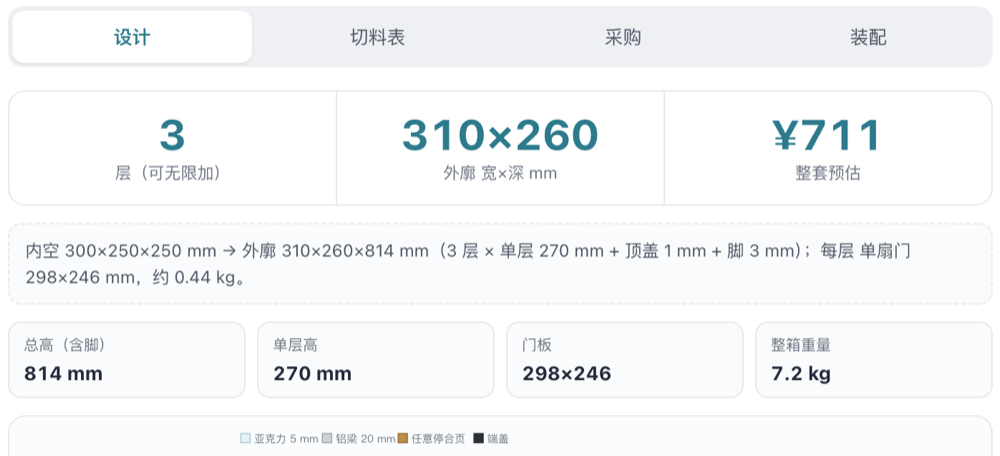 设计 切料表 采购 装配
3 310×260 ¥711
层（可无限加） 外廓 宽×深 mm 整套预估
内空 300×250×250 mm → 外廓 310×260×814 mm（3 层 × 单层 270 mm + 顶盖 1 mm + 脚 3 mm）；每层 单扇门
298×246 mm，约 0.44 kg。
总高（含脚） 单层高 门板 整箱重量
814 mm 270 mm 298×246 7.2 kg
亚克力 5 mm 铝梁 20 mm 任意停合页 端盖